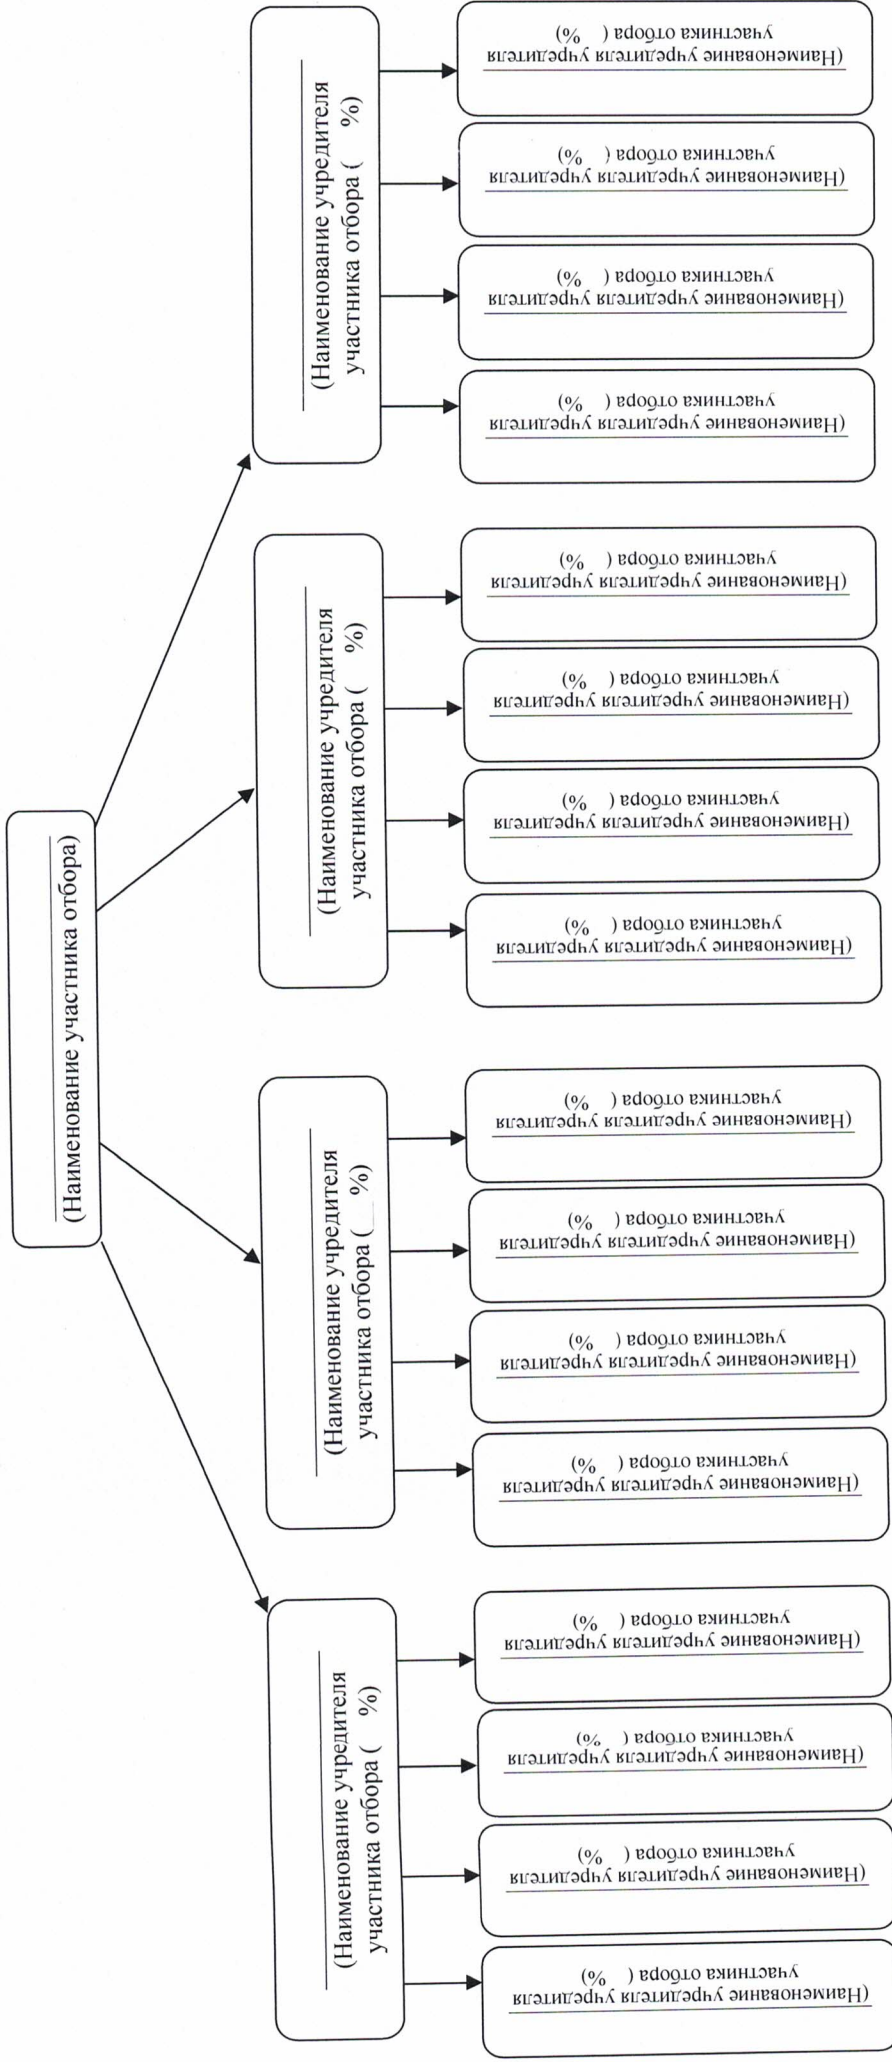 (Наименование участника отбора)
(Наименование учредителя
участника отбора ( %)
(Наименование учредителя
участника отбора (__ %)
(Наименование учредителя
участника отбора ( %)
(Наименование учредителя
участника отбора ( %)
(Наименование учредителя учредителя
участника отбора ( %)
(Наименование учредителя учредителя
участника отбора ( %)
(Наименование учредителя учредителя
участника отбора ( %)
(Наименование учредителя учредителя
участника отбора ( %)
(Наименование учредителя учредителя
участника отбора ( %)
(Наименование учредителя учредителя
участника отбора ( %)
(Наименование учредителя учредителя
участника отбора ( %)
(Наименование учредителя учредителя
участника отбора ( %)
(Наименование учредителя учредителя
участника отбора ( %)
(Наименование учредителя учредителя
участника отбора ( %)
(Наименование учредителя учредителя
участника отбора ( %)
(Наименование учредителя учредителя
участника отбора ( %)
(Наименование учредителя учредителя
участника отбора ( %)
(Наименование учредителя учредителя
участника отбора ( %)
(Наименование учредителя учредителя
участника отбора ( %)
(Наименование учредителя учредителя
участника отбора ( %)